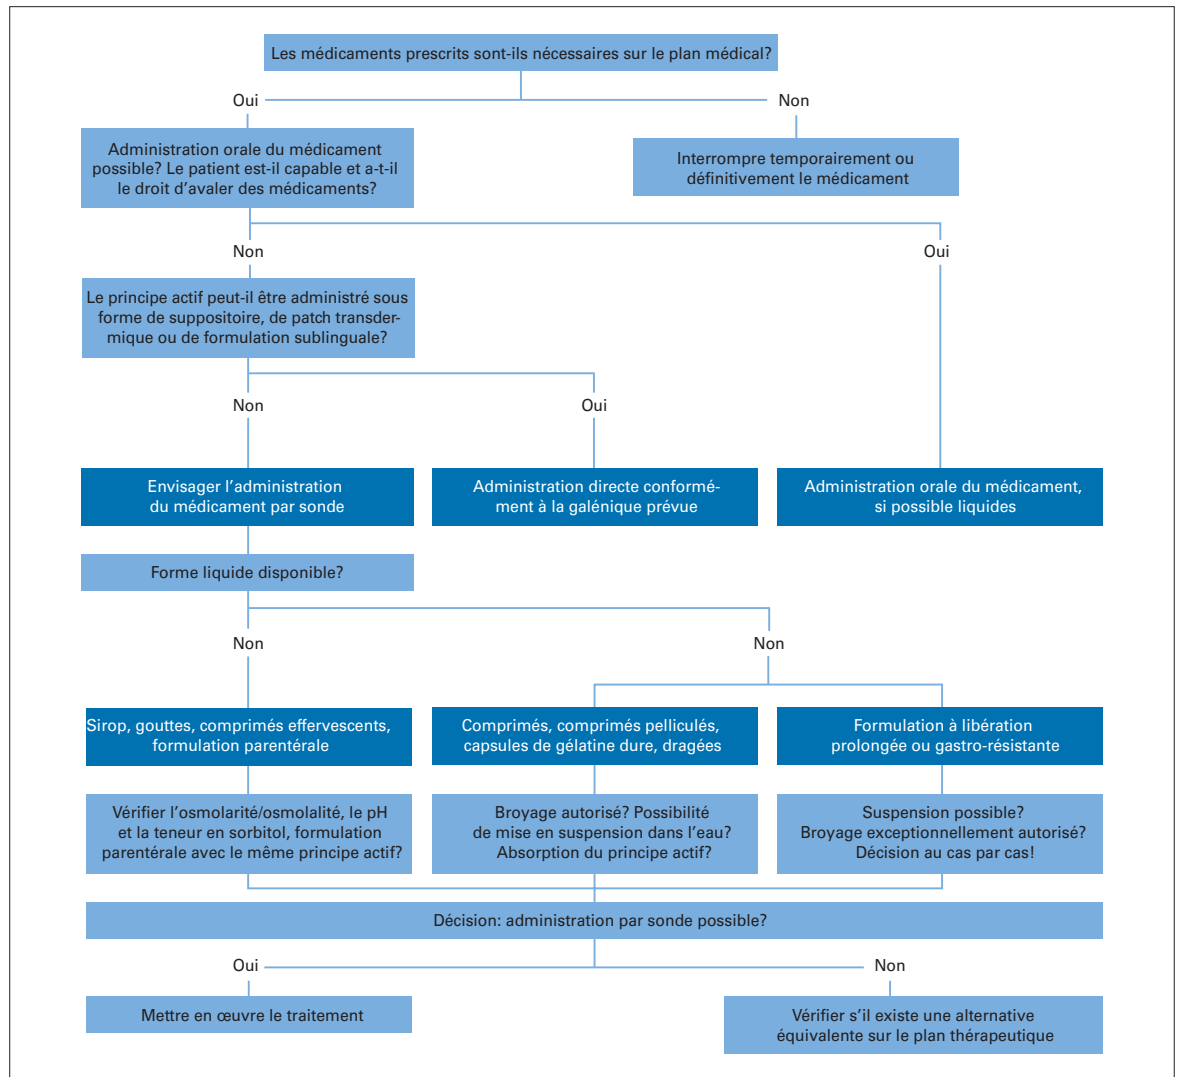 Les médicaments prescrits sont-ils nécessaires sur le plan médical?
Oui
Non
Administration orale du médicament
possible? Le patient est-il capable et a-t-il
le droit d'avaler des médicaments?
Interrompre temporairement ou
définitivement le médicament
Non
Oui
Le principe actif peut-il être administré sous
forme de suppositoire, de patch transder-
mique ou de formulation sublinguale?
Non
Oui
Envisager l'administration
du médicament par sonde
Administration directe conformé-
ment à la galénique prévue
Administration orale du médicament,
si possible liquides
Forme liquide disponible?
Non
Non
Sirop, gouttes, comprimés effervescents,
formulation parentérale
Comprimés, comprimés pelliculés,
capsules de gélatine dure, dragées
Formulation à libération
prolongée ou gastro-résistante
Vérifier l'osmolarité/osmolalité, le pH
et la teneur en sorbitol, formulation
parentérale avec le même principe actif?
Broyage autorisé? Possibilité
de mise en suspension dans l'eau?
Absorption du principe actif?
Suspension possible?
Broyage exceptionnellement autorisé?
Décision au cas par cas!
Décision: administration par sonde possible?
Oui
Non
Mettre en œuvre le traitement
Vérifier s'il existe une alternative
équivalente sur le plan thérapeutique